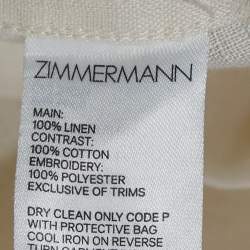 ZIMMERMANN
MAIN:
100% LINEN
CONTRAST:
100% COTTON
EMBROIDERY:
100% POLYESTER
EXCLUSIVE OF TRIMS
DRY CLEAN ONLY CODE P
WITH PROTECTIVE BAG
COOL IRON ON REVERSE